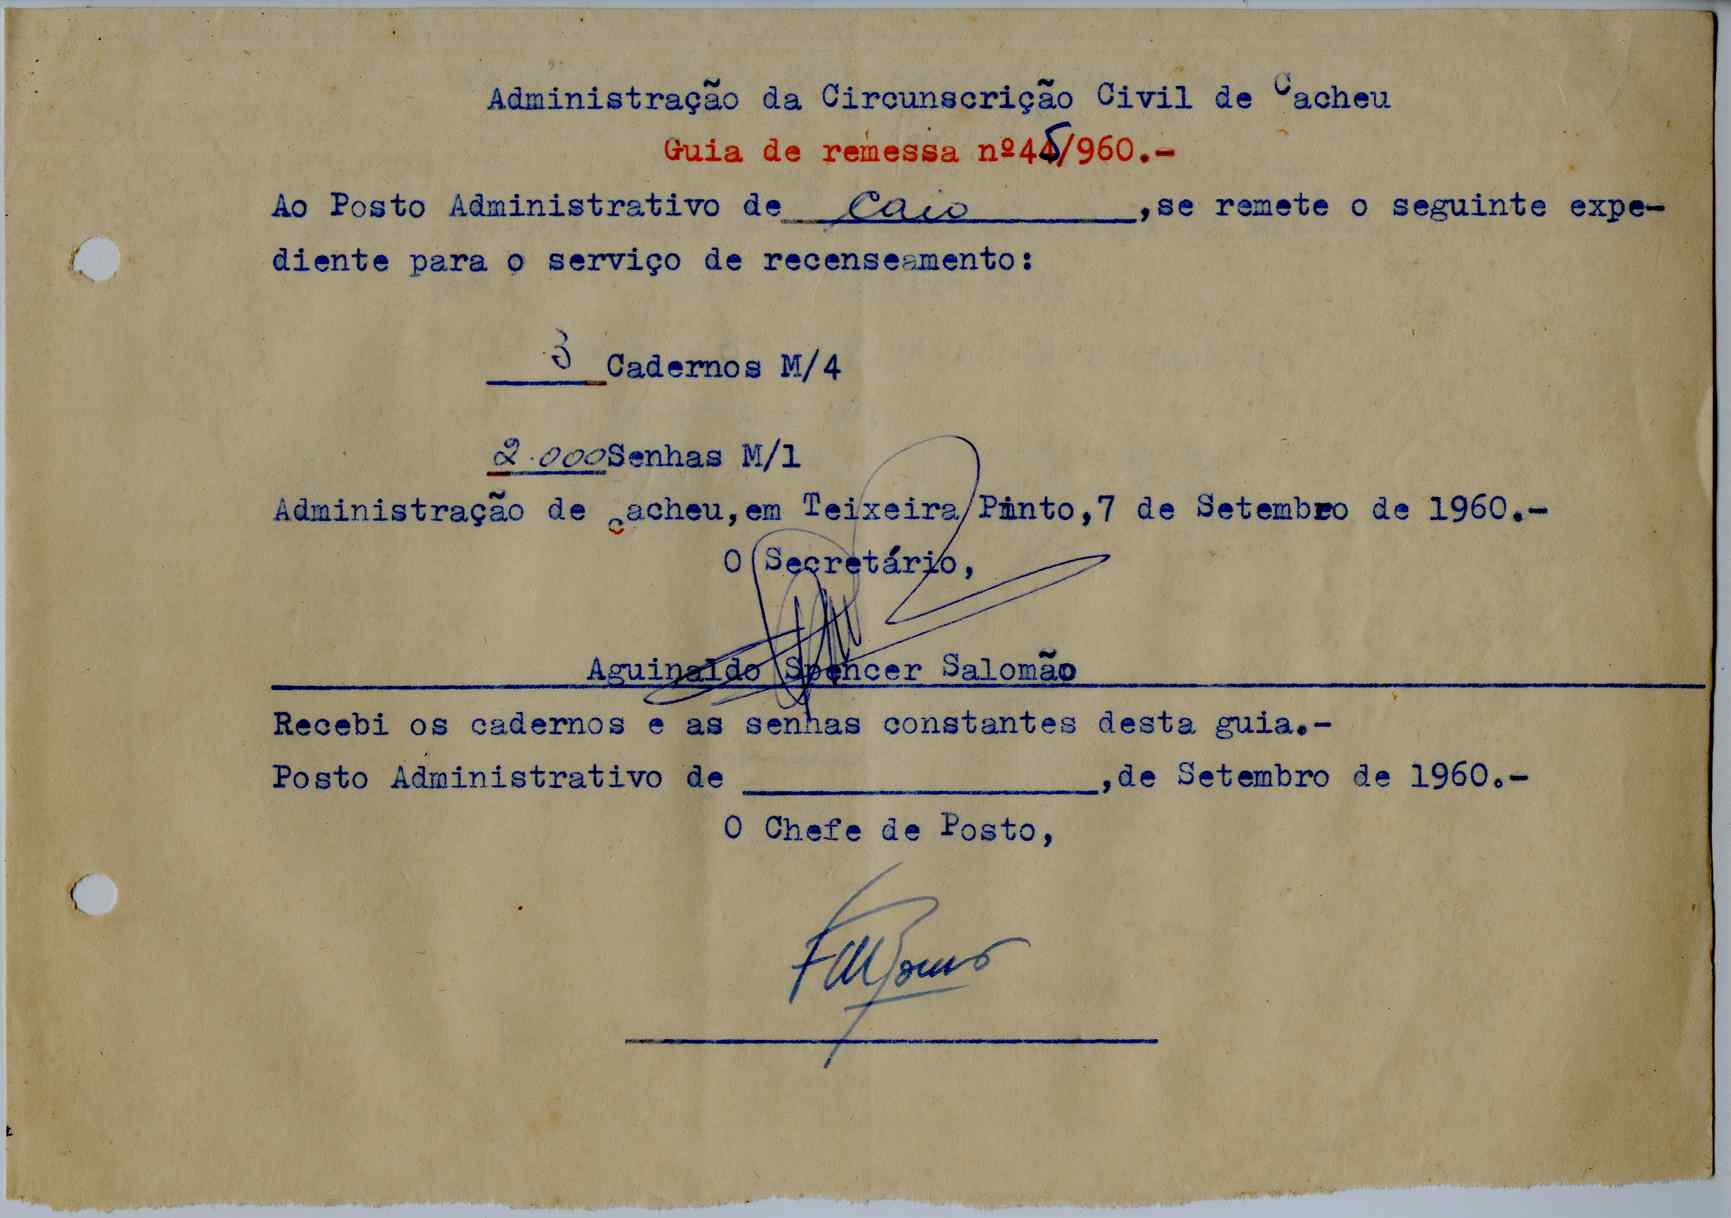 Administração da Circunscrição Civil de Cacheu
Guia de remessa nº45/960.-
Ao Posto Administrativo de Caio, se remete o seguinte expe-
diente para o serviço de recenseamento:
3 Cadernos M/4
2.000 Senhas M/1
Administração de Cacheu, em Teixeira Pinto, 7 de Setembro de 1960.-
O Secretário,
Aguinaldo Spencer Salomão
Recebi os cadernos e as senhas constantes desta guia.-
Posto Administrativo de ________, de Setembro de 1960.-
O Chefe de Posto,